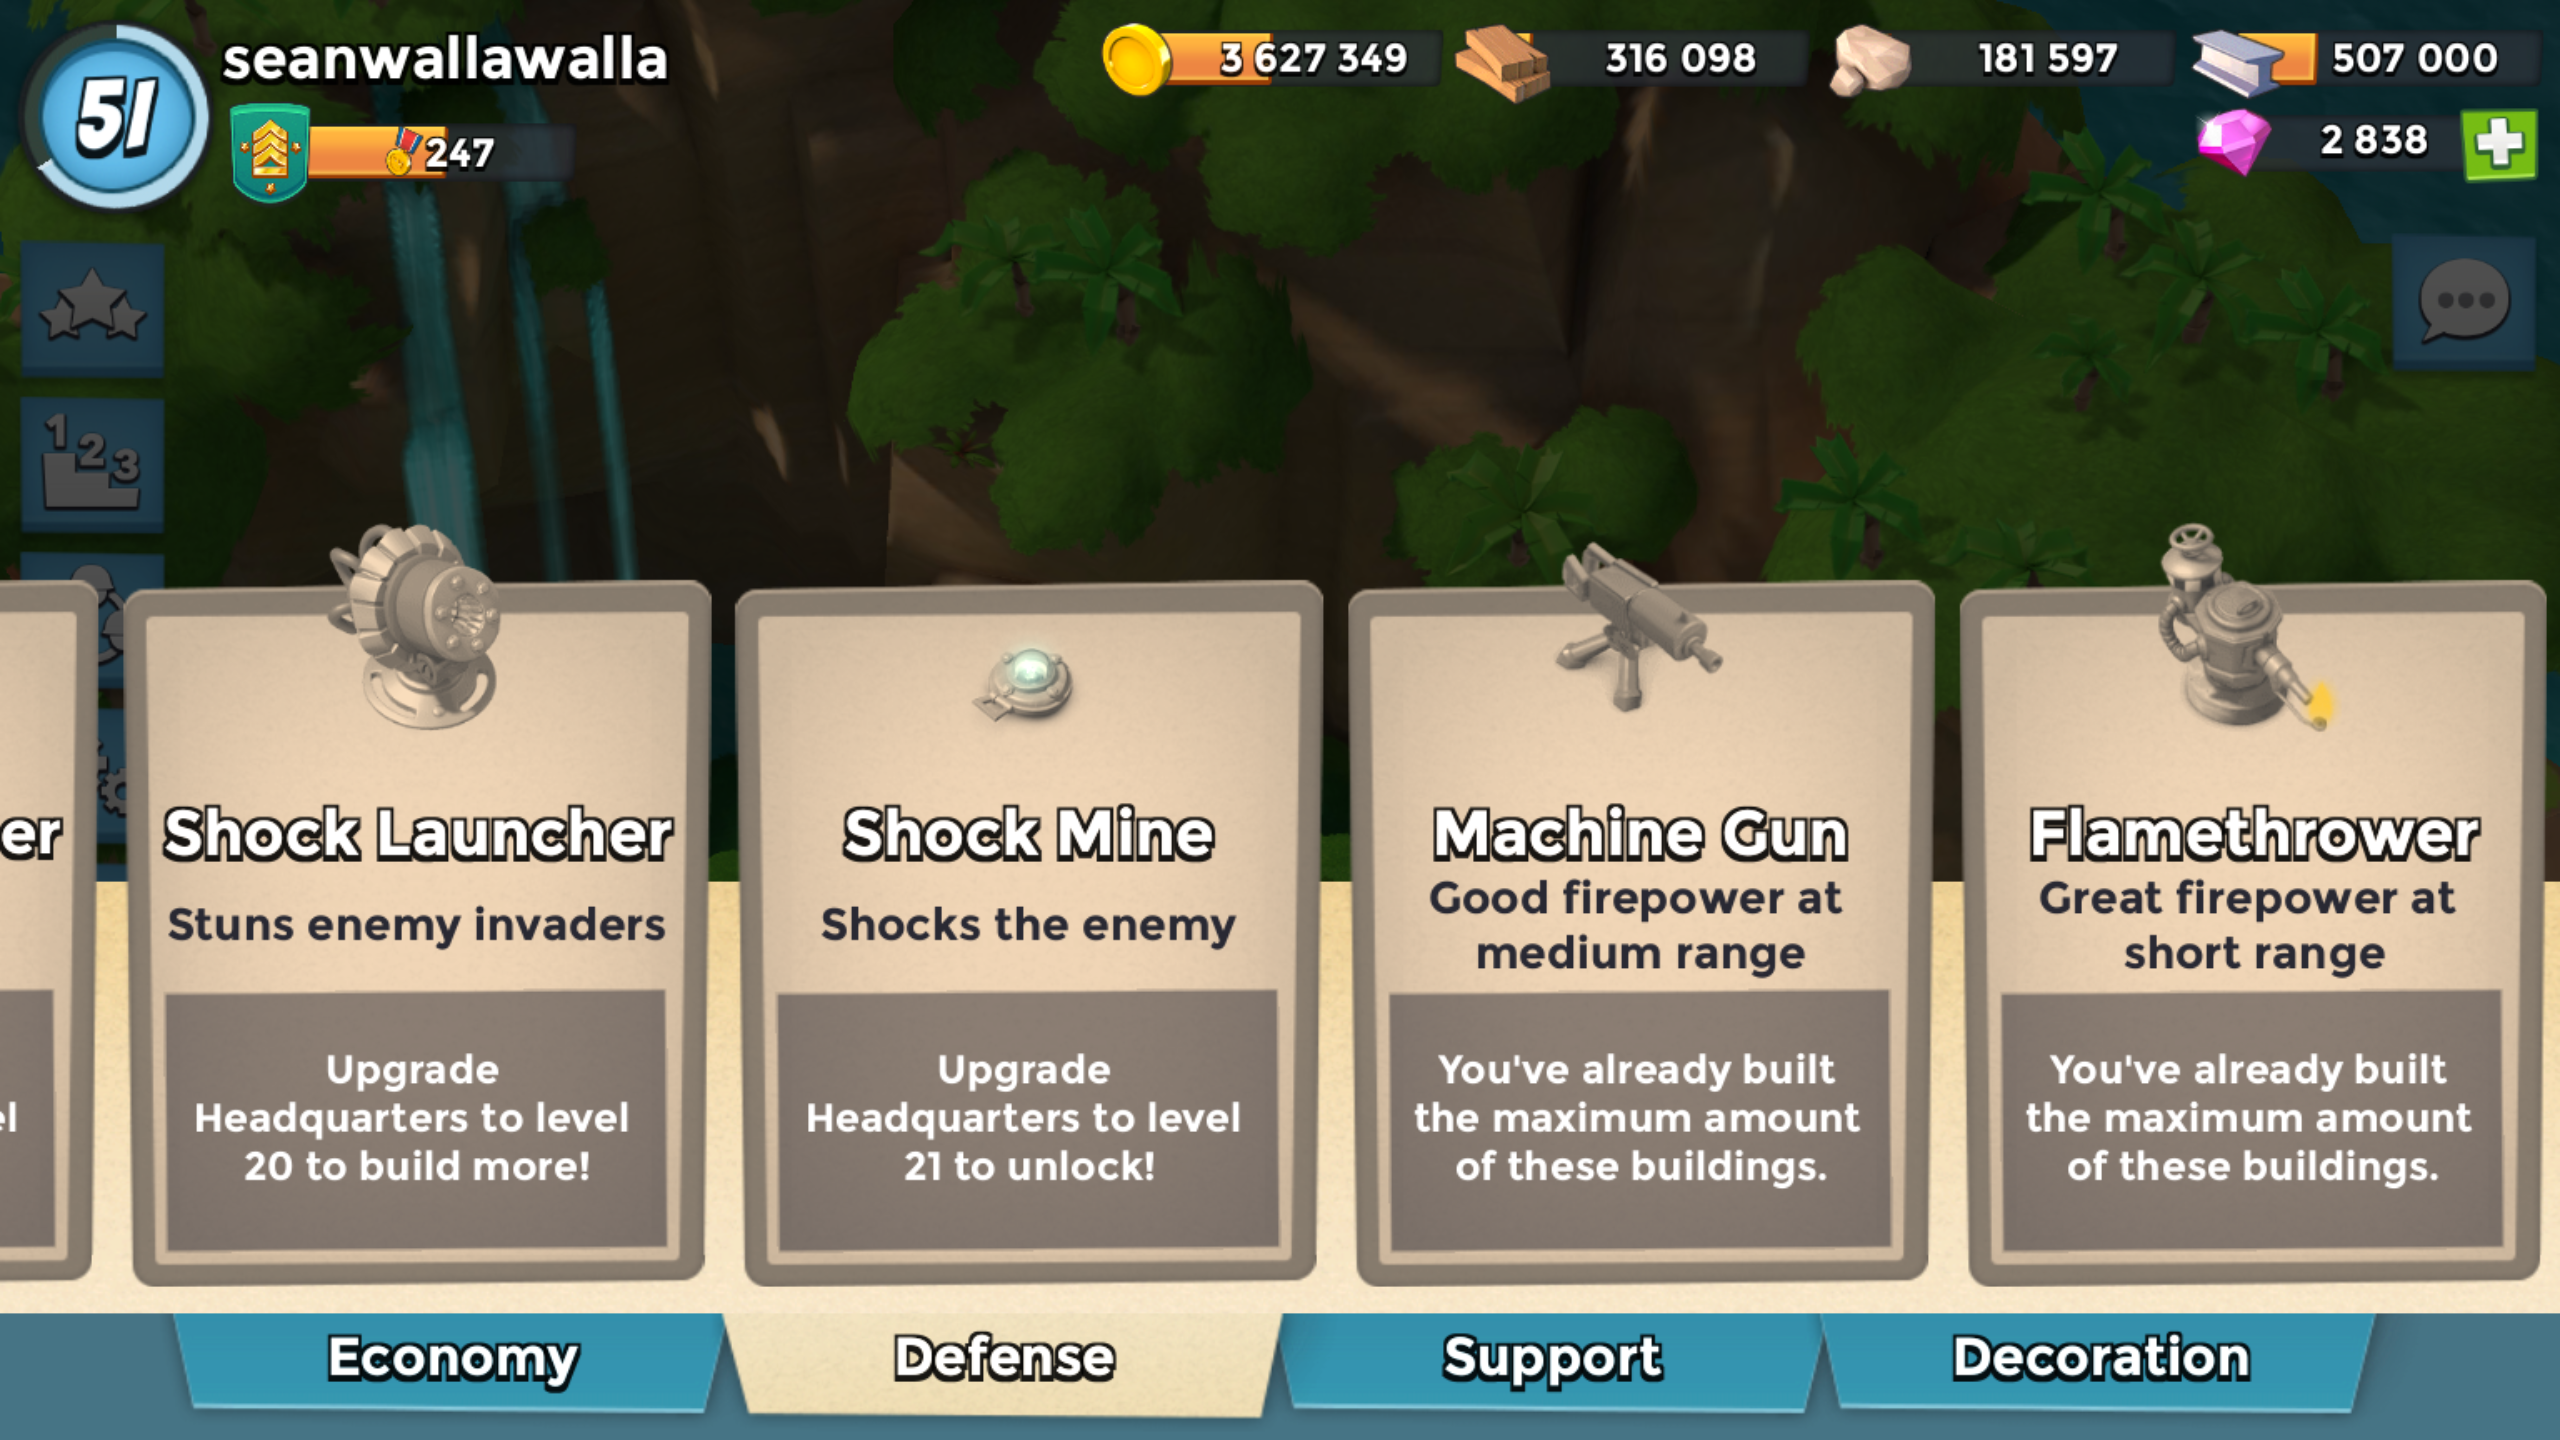 51
seanwallawalla
247
3 627 349
316 098
181 597
507 000
2 838
1 2 3
er
el
Shock Launcher
Stuns enemy invaders
Upgrade
Headquarters to level
20 to build more!
Shock Mine
Shocks the enemy
Upgrade
Headquarters to level
21 to unlock!
Machine Gun
Good firepower at
medium range
You've already built
the maximum amount
of these buildings.
Flamethrower
Great firepower at
short range
You've already built
the maximum amount
of these buildings.
Economy
Defense
Support
Decoration